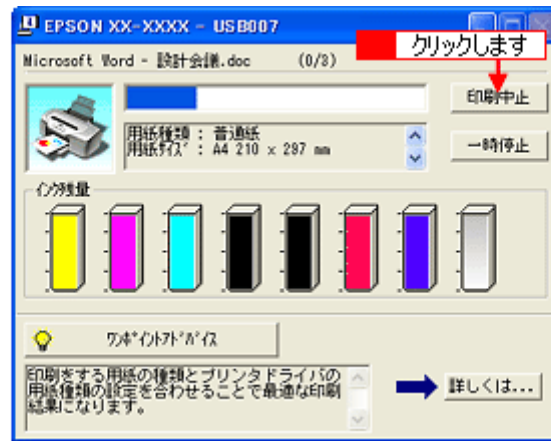 EPSON XX-XXXX - USB007
クリックします
Microsoft Word - 設計会議.doc (0/3)
印刷中止
用紙種類 : 普通紙
用紙ｻｲｽﾞ : A4 210 × 297 mm
一時停止
ｲﾝｸ残量
ﾜﾝﾎﾟｲﾝﾄｱﾄﾞﾊﾞｲｽ
印刷をする用紙の種類とプリンタドライバの
用紙種類の設定を合わせることで最適な印刷
結果になります。
詳しくは...